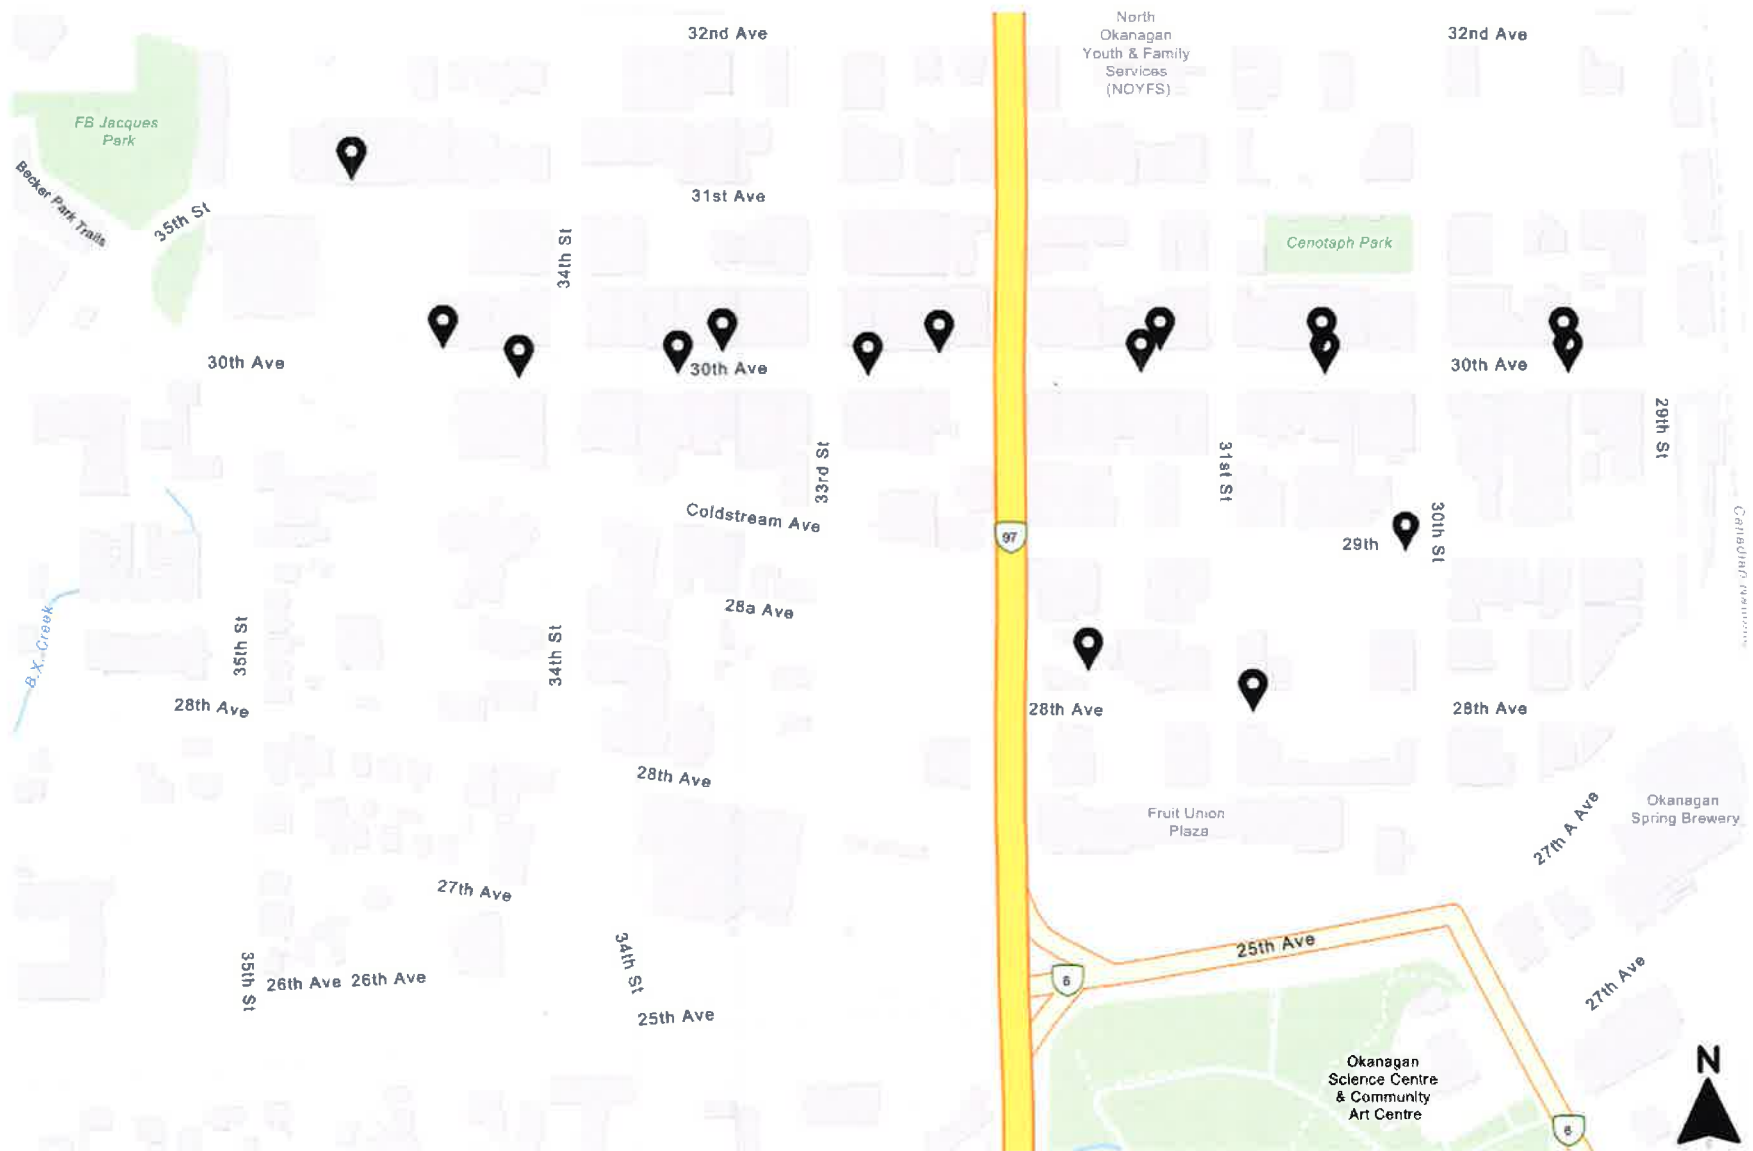 32nd Ave
North
Okanagan
Youth & Family
Services
(NOYFS)
32nd Ave
FB Jacques
Park
Becker Park Trails
35th St
31st Ave
34th St
Cenotaph Park
30th Ave
30th Ave
30th Ave
29th St
33rd St
31st St
Coldstream Ave
97
29th
30th St
28a Ave
B.X. Creek
35th St
34th St
28th Ave
28th Ave
28th Ave
28th Ave
Fruit Union
Plaza
27th A Ave
Okanagan
Spring Brewery
27th Ave
34th St
25th Ave
35th St
26th Ave 26th Ave
6
27th Ave
25th Ave
Okanagan
Science Centre
& Community
Art Centre
N
6